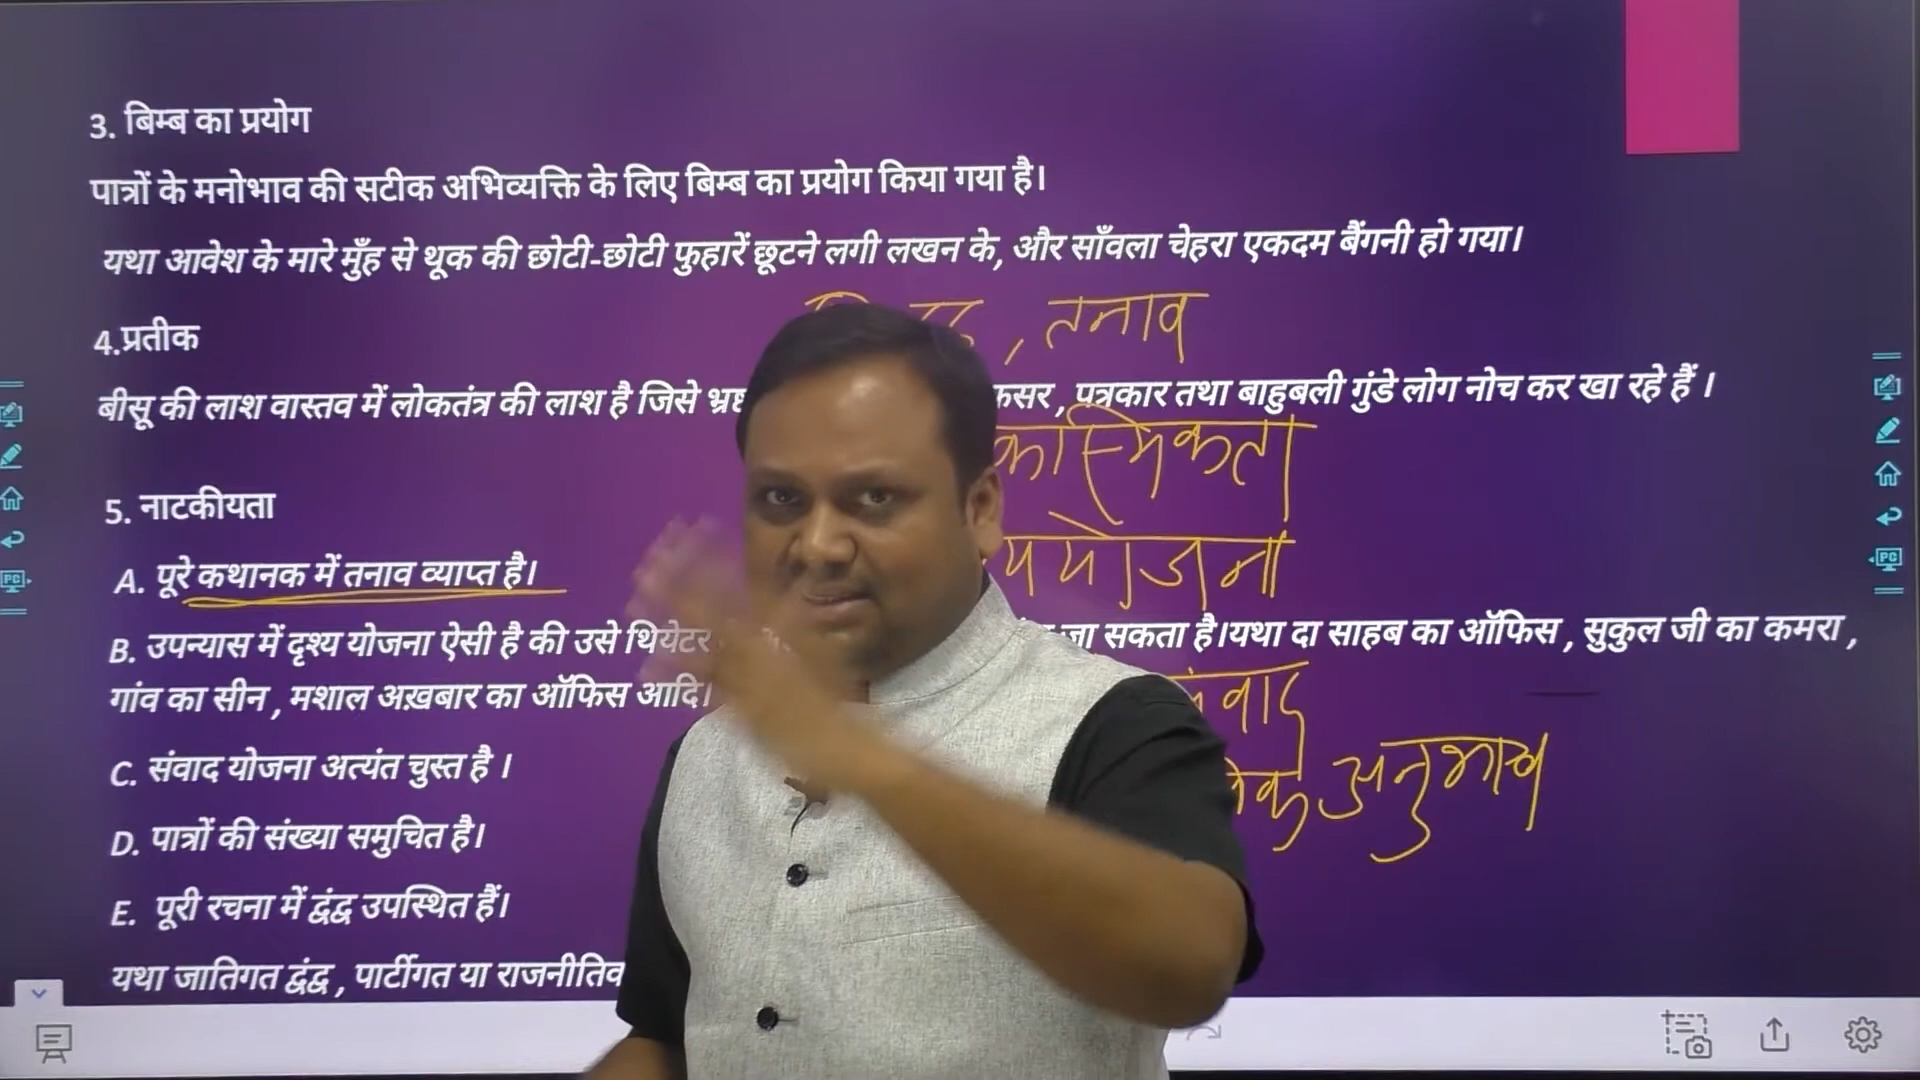 3. बिम्ब का प्रयोग
पात्रों के मनोभाव की सटीक अभिव्यक्ति के लिए बिम्ब का प्रयोग किया गया है।
यथा आवेश के मारे मुँह से थूक की छोटी-छोटी फुहारें छूटने लगी लखन के, और साँवला चेहरा एकदम बैंगनी हो गया।
, तनाव
4.प्रतीक
बीसू की लाश वास्तव में लोकतंत्र की लाश है जिसे , पत्रकार तथा बाहुबली गुंडे लोग नोच कर खा रहे हैं ।
5. नाटकीयता
A. पूरे कथानक में तनाव व्याप्त है।
B. उपन्यास में दृश्य योजना ऐसी है की उसे थियेटर जा सकता है।यथा दा साहब का ऑफिस , सुकुल जी का कमरा ,
गांव का सीन , मशाल अख़बार का ऑफिस आदि।
C. संवाद योजना अत्यंत चुस्त है ।
अनुभाव
D. पात्रों की संख्या समुचित है।
E. पूरी रचना में द्वंद्व उपस्थित हैं।
यथा जातिगत द्वंद्व , पार्टीगत या
PC
PC